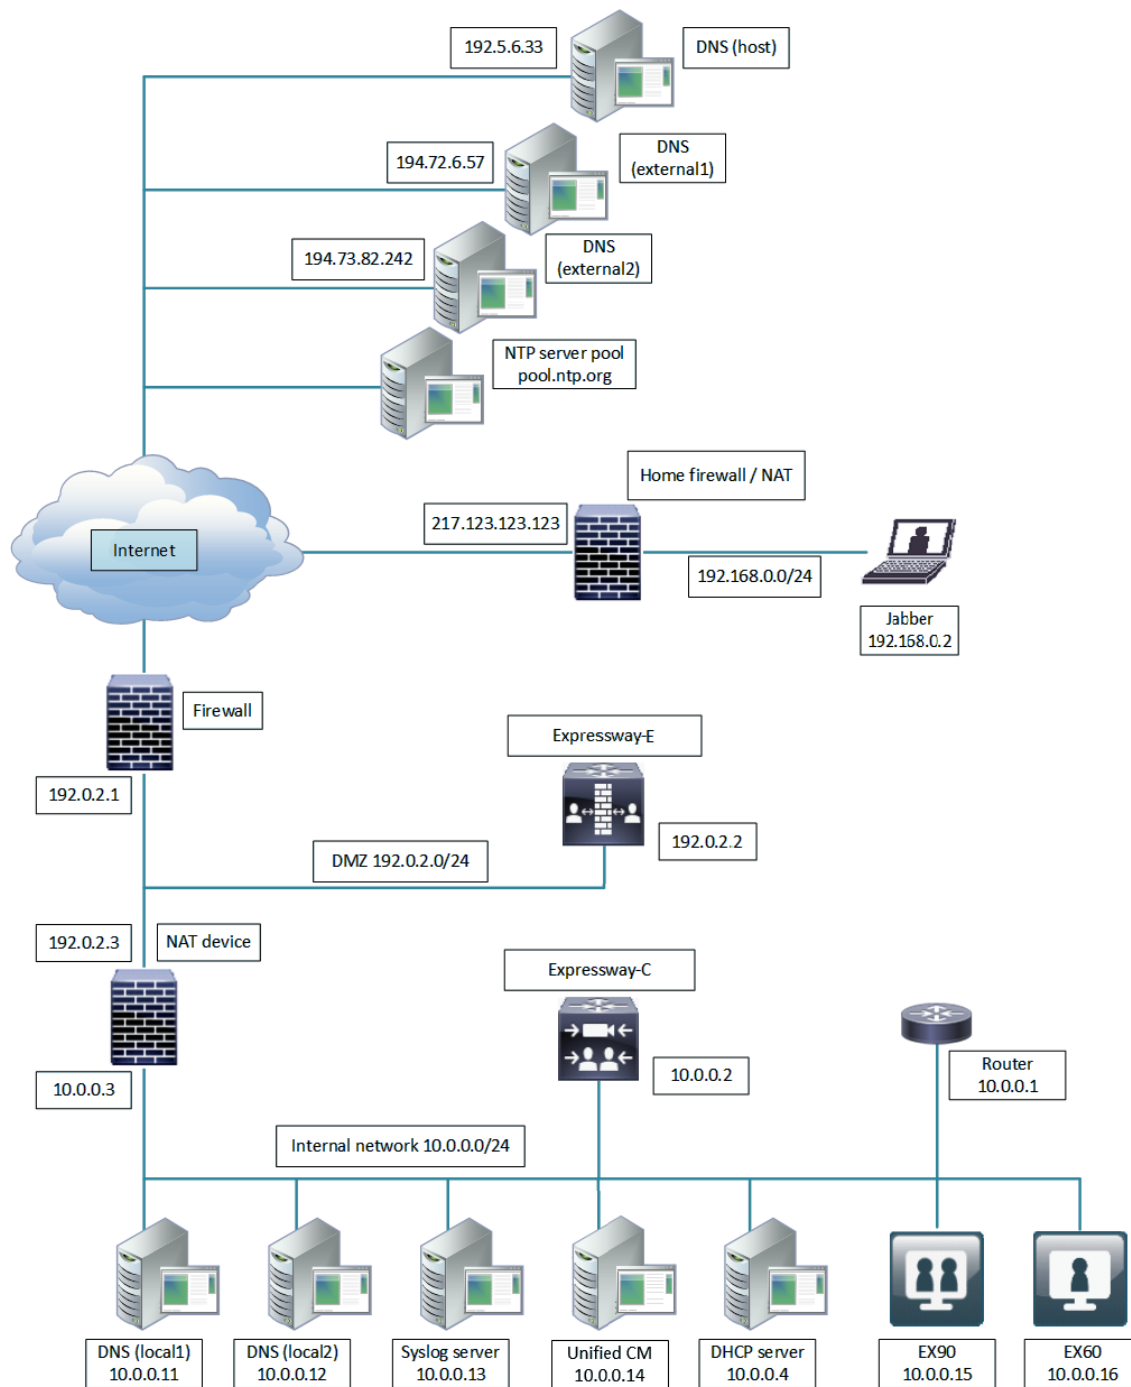 192.5.6.33
DNS (host)
194.72.6.57
DNS
(external1)
194.73.82.242
DNS
(external2)
NTP server pool
pool.ntp.org
Home firewall / NAT
217.123.123.123
Internet
192.168.0.0/24
Jabber
192.168.0.2
Firewall
Expressway-E
192.0.2.1
192.0.2.2
DMZ 192.0.2.0/24
192.0.2.3
NAT device
Expressway-C
10.0.0.3
10.0.0.2
Router
10.0.0.1
Internal network 10.0.0.0/24
DNS (local1)
10.0.0.11
DNS (local2)
10.0.0.12
Syslog server
10.0.0.13
Unified CM
10.0.0.14
DHCP server
10.0.0.4
EX90
10.0.0.15
EX60
10.0.0.16